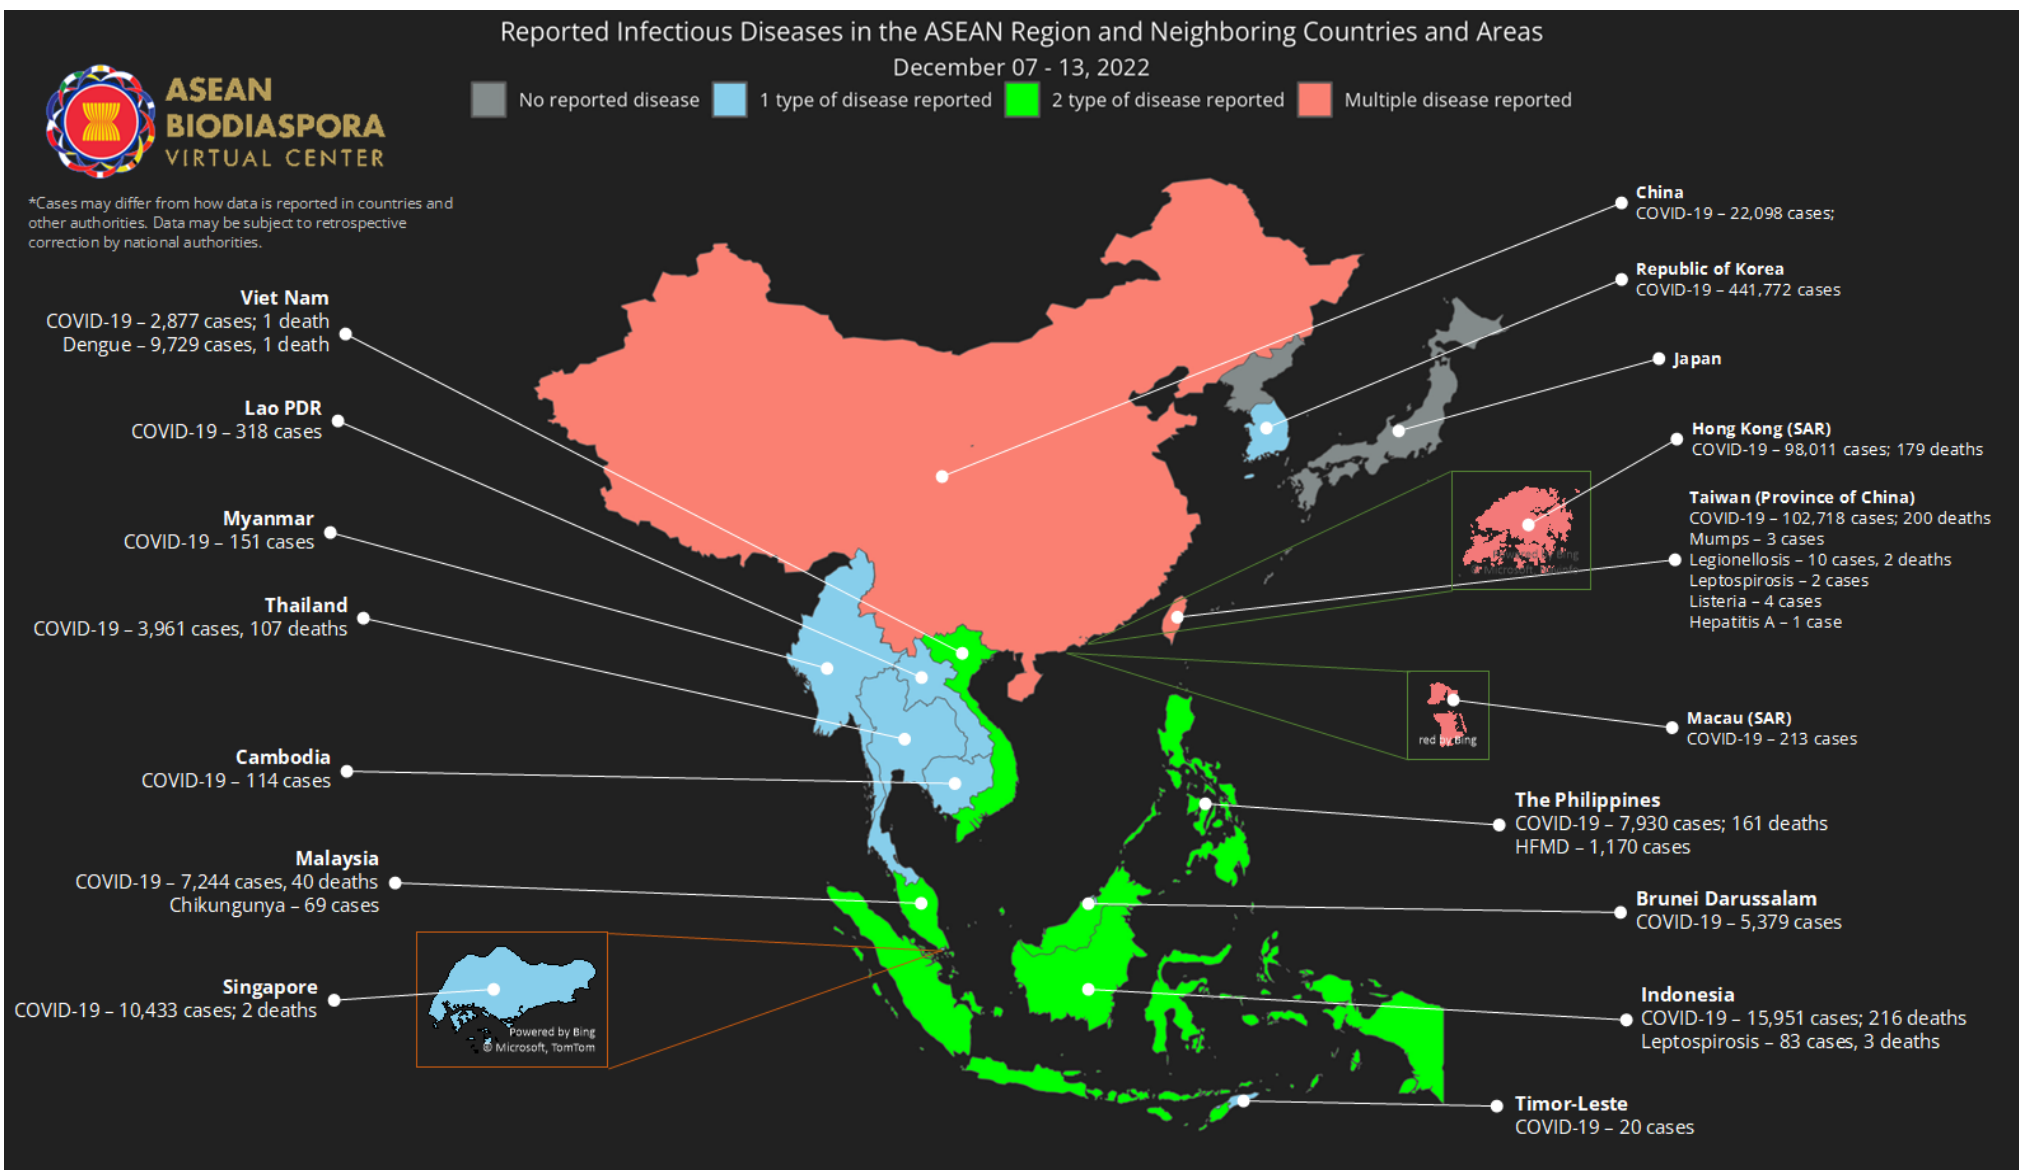 Reported Infectious Diseases in the ASEAN Region and Neighboring Countries and Areas
December 07 - 13, 2022
No reported disease
1 type of disease reported
2 type of disease reported
Multiple disease reported
ASEAN
BIODIASPORA
VIRTUAL CENTER
*Cases may differ from how data is reported in countries and
other authorities. Data may be subject to retrospective
correction by national authorities.
Viet Nam
COVID-19 – 2,877 cases; 1 death
Dengue – 9,729 cases, 1 death
Lao PDR
COVID-19 – 318 cases
Myanmar
COVID-19 – 151 cases
Thailand
COVID-19 – 3,961 cases, 107 deaths
Cambodia
COVID-19 – 114 cases
Malaysia
COVID-19 – 7,244 cases, 40 deaths
Chikungunya – 69 cases
Singapore
COVID-19 – 10,433 cases; 2 deaths
Powered by Bing
© Microsoft, TomTom
China
COVID-19 – 22,098 cases;
Republic of Korea
COVID-19 – 441,772 cases
Japan
Hong Kong (SAR)
COVID-19 – 98,011 cases; 179 deaths
Powered by Bing
© Microsoft,
Taiwan (Province of China)
COVID-19 – 102,718 cases; 200 deaths
Mumps – 3 cases
Legionellosis – 10 cases, 2 deaths
Leptospirosis – 2 cases
Listeria – 4 cases
Hepatitis A – 1 case
red by Bing
Macau (SAR)
COVID-19 – 213 cases
The Philippines
COVID-19 – 7,930 cases; 161 deaths
HFMD – 1,170 cases
Brunei Darussalam
COVID-19 – 5,379 cases
Indonesia
COVID-19 – 15,951 cases; 216 deaths
Leptospirosis – 83 cases, 3 deaths
Timor-Leste
COVID-19 – 20 cases